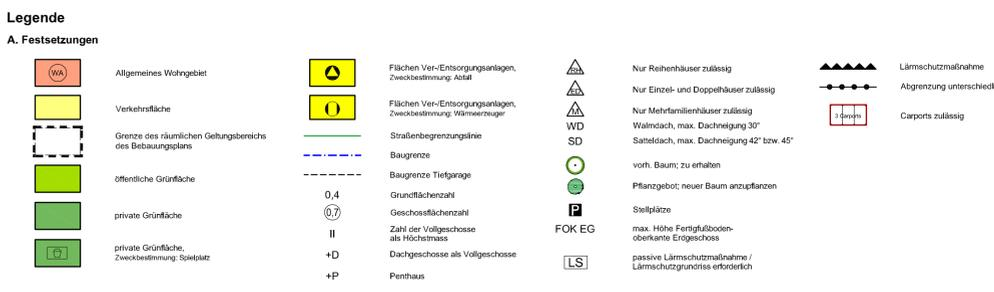 Legende
A. Festsetzungen
WA
Allgemeines Wohngebiet
Verkehrsfläche
Grenze des räumlichen Geltungsbereichs
des Bebauungsplans
öffentliche Grünfläche
private Grünfläche
private Grünfläche,
Zweckbestimmung: Spielplatz
Flächen Ver-/Entsorgungsanlagen,
Zweckbestimmung: Abfall
Flächen Ver-/Entsorgungsanlagen,
Zweckbestimmung: Wärmeerzeuger
Straßenbegrenzungslinie
Baugrenze
Baugrenze Tiefgarage
0,4
Grundflächenzahl
0,7
Geschossflächenzahl
II
Zahl der Vollgeschosse
als Höchstmass
+D
Dachgeschosse als Vollgeschosse
+P
Penthaus
RH
Nur Reihenhäuser zulässig
ED
Nur Einzel- und Doppelhäuser zulässig
M
Nur Mehrfamilienhäuser zulässig
WD
Walmdach, max. Dachneigung 30°
SD
Satteldach, max. Dachneigung 42° bzw. 45°
vorh. Baum; zu erhalten
Pflanzgebot; neuer Baum anzupflanzen
P
Stellplätze
FOK EG
max. Höhe Fertigfußboden-
oberkante Erdgeschoss
LS
passive Lärmschutzmaßnahme /
Lärmschutzgrundriss erforderlich
Lärmschutzmaßnahme
Abgrenzung unterschiedl
3 Carports
Carports zulässig